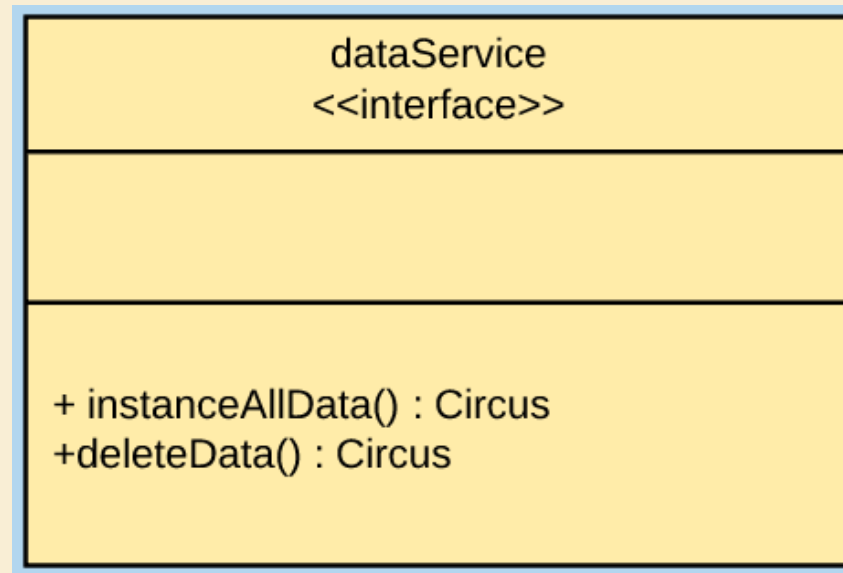 dataService
<<interface>>
+ instanceAllData() : Circus
+deleteData() : Circus